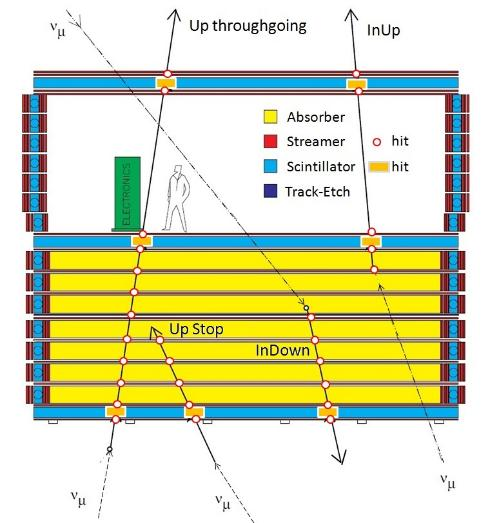 νμ
Up throughgoing
InUp
Absorber
Streamer
hit
Scintillator
hit
Track-Etch
ELECTRONICS
Up Stop
InDown
νμ
νμ
νμ